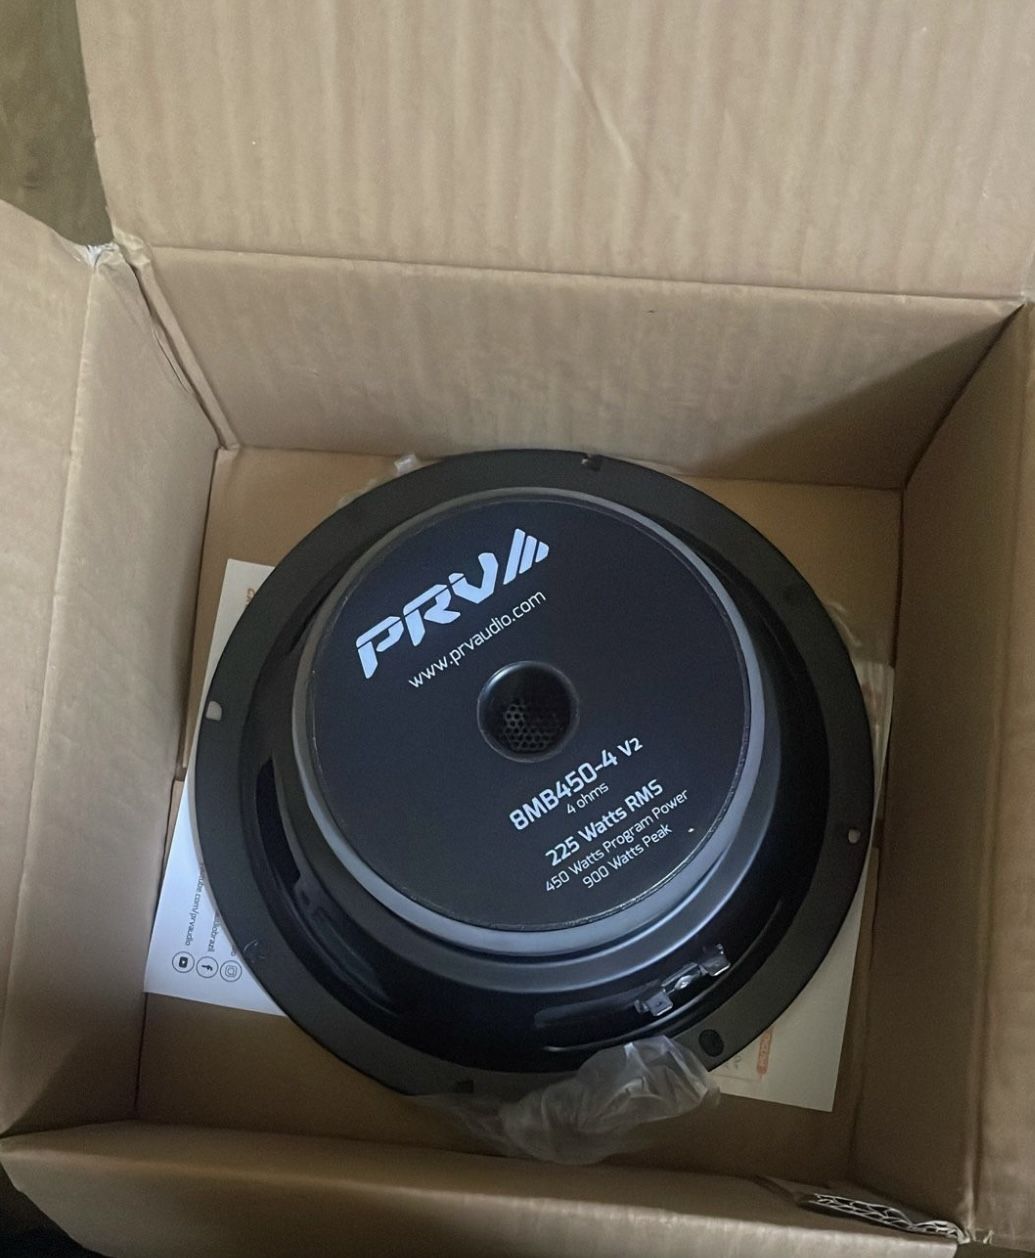 PRV
www.prvaudio.com
8MB450-4 V2
4 ohms
225 Watts RMS
450 Watts Program Power
900 Watts Peak